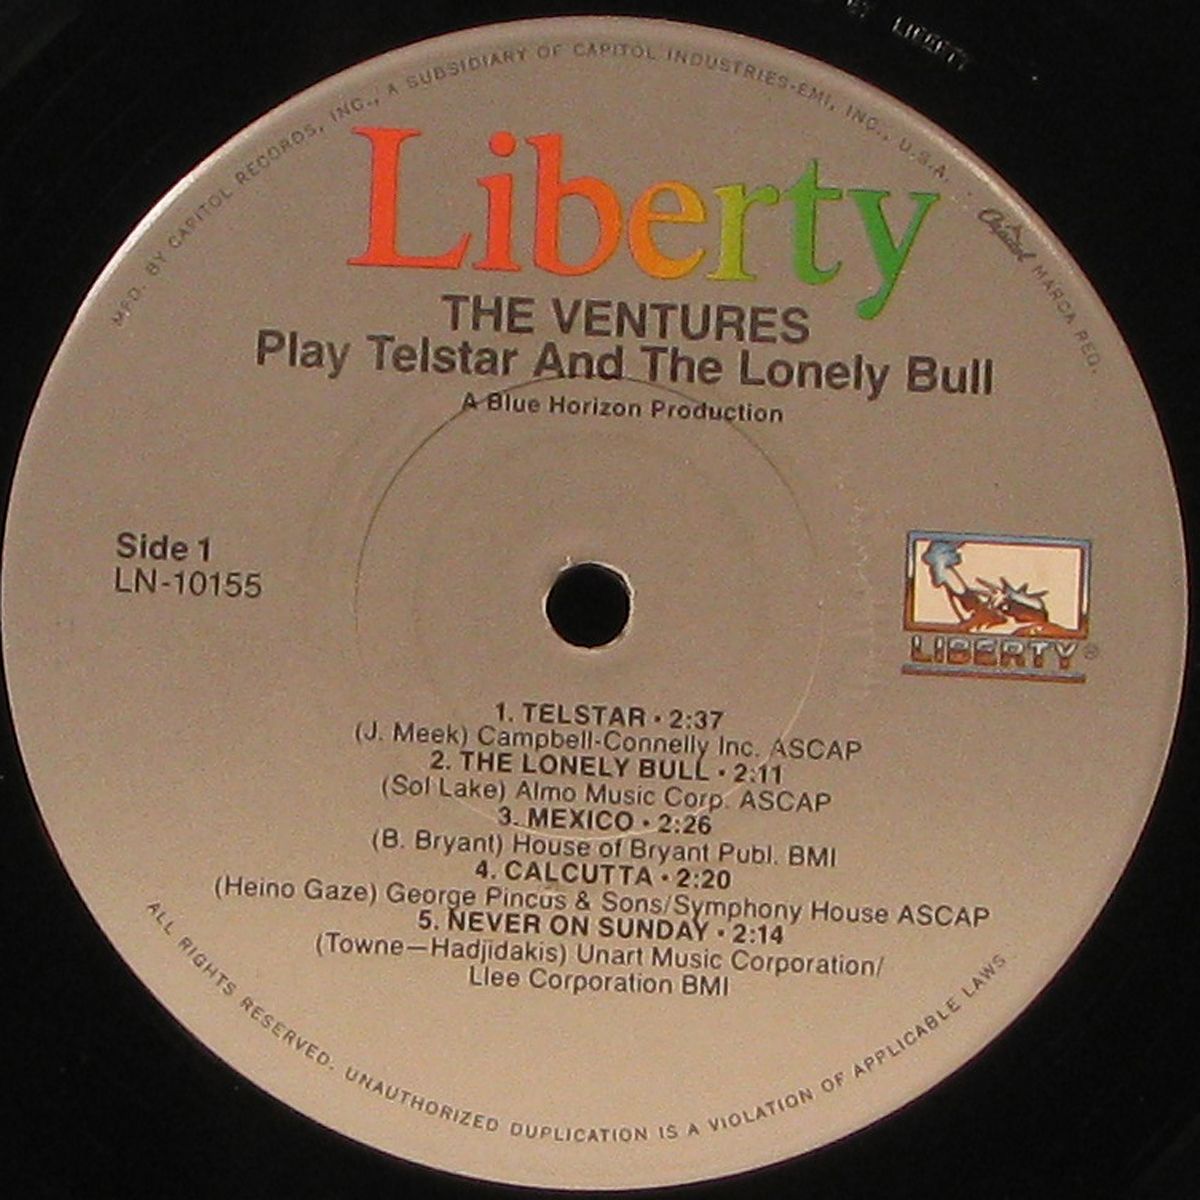 LIBERTY
MFD. BY CAPITOL RECORDS, INC., A SUBSIDIARY OF CAPITOL INDUSTRIES-EMI, INC., U.S.A. · Capitol MARCA REG.
Liberty
THE VENTURES
Play Telstar And The Lonely Bull
A Blue Horizon Production
Side 1
LN-10155
LIBERTY®
1. TELSTAR · 2:37
(J. Meek) Campbell-Connelly Inc. ASCAP
2. THE LONELY BULL · 2:11
(Sol Lake) Almo Music Corp. ASCAP
3. MEXICO · 2:26
(B. Bryant) House of Bryant Publ. BMI
4. CALCUTTA · 2:20
(Heino Gaze) George Pincus & Sons/Symphony House ASCAP
5. NEVER ON SUNDAY · 2:14
(Towne—Hadjidakis) Unart Music Corporation/
Llee Corporation BMI
ALL RIGHTS RESERVED. UNAUTHORIZED DUPLICATION IS A VIOLATION OF APPLICABLE LAWS.